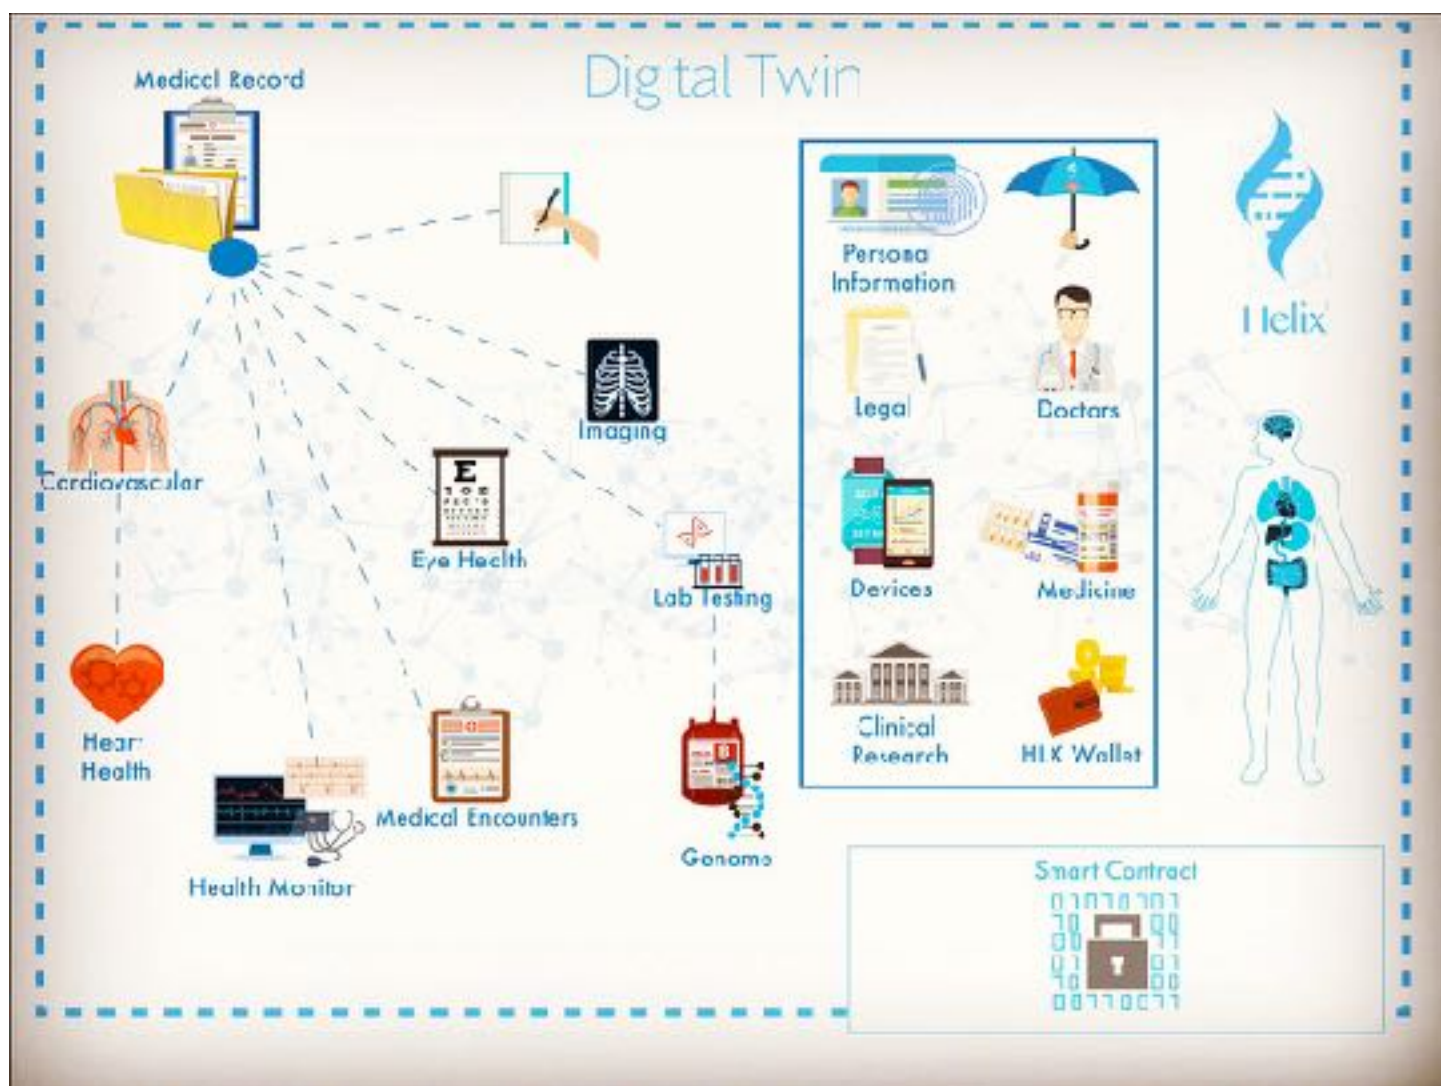 Digital Twin
Medical Record
Personal
Information
Helix
Legal
Doctors
Imaging
Cardiovascular
E
Eye Health
Lab Testing
Devices
Medicine
Heart
Health
Clinical
Research
HLK Wallet
Medical Encounters
Genome
Health Monitor
Smart Contract